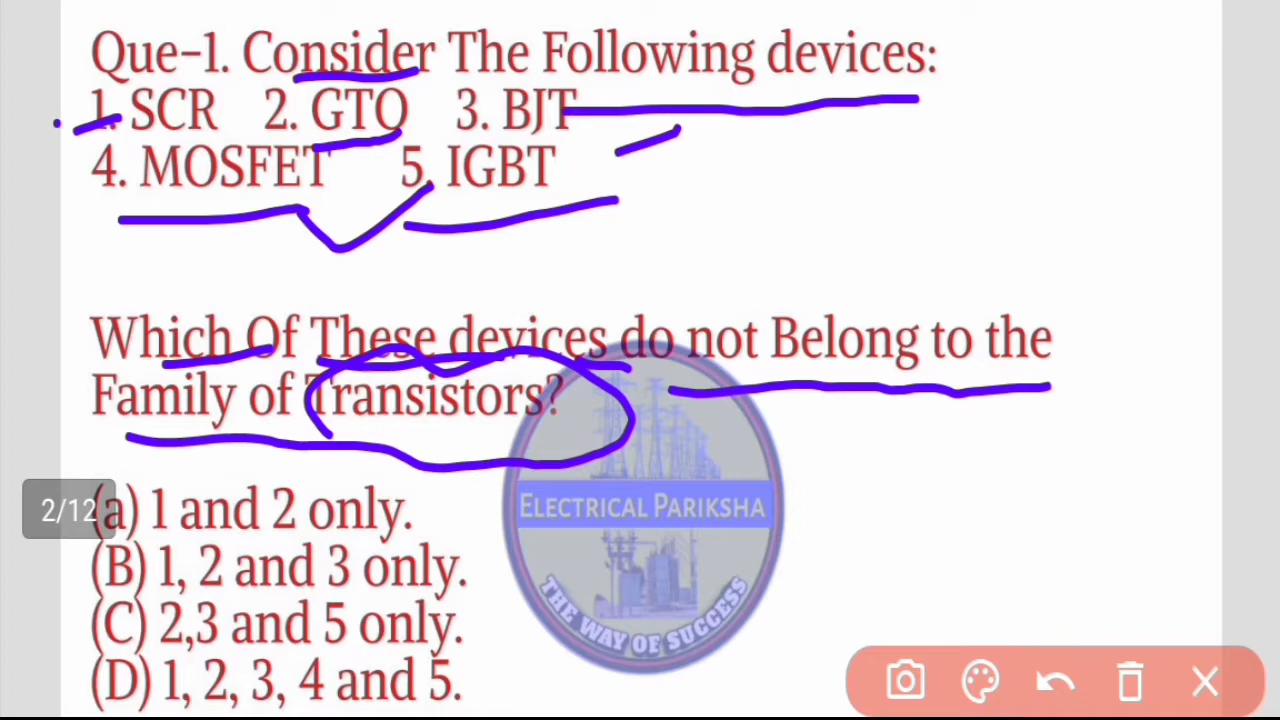 Que-1. Consider The Following devices:
1. SCR 2. GTO 3. BJT
4. MOSFET 5. IGBT
Which Of These devices do not Belong to the
Family of Transistors?
(a) 1 and 2 only.
(B) 1, 2 and 3 only.
(C) 2,3 and 5 only.
(D) 1, 2, 3, 4 and 5.
2/12
ELECTRICAL PARIKSHA
THE WAY OF SUCCESS